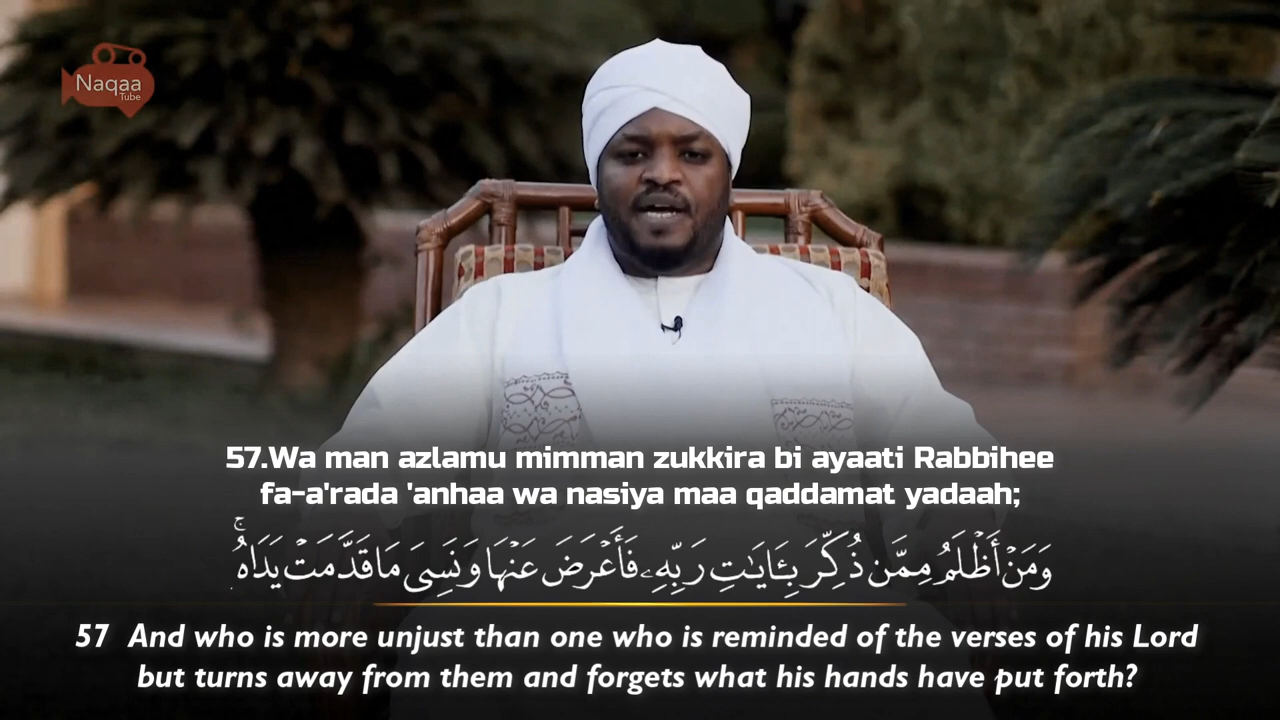 Naqaa
Tube
57.Wa man azlamu mimman zukkira bi ayaati Rabbihee
fa-a'rada 'anhaa wa nasiya maa qaddamat yadaah;
وَمَنْ أَظْلَمُ مِمَّن ذُكِّرَ بِـَٔايَـٰتِ رَبِّهِۦ فَأَعْرَضَ عَنْهَا وَنَسِىَ مَا قَدَّمَتْ يَدَاهُ ۚ
57 And who is more unjust than one who is reminded of the verses of his Lord
but turns away from them and forgets what his hands have put forth?